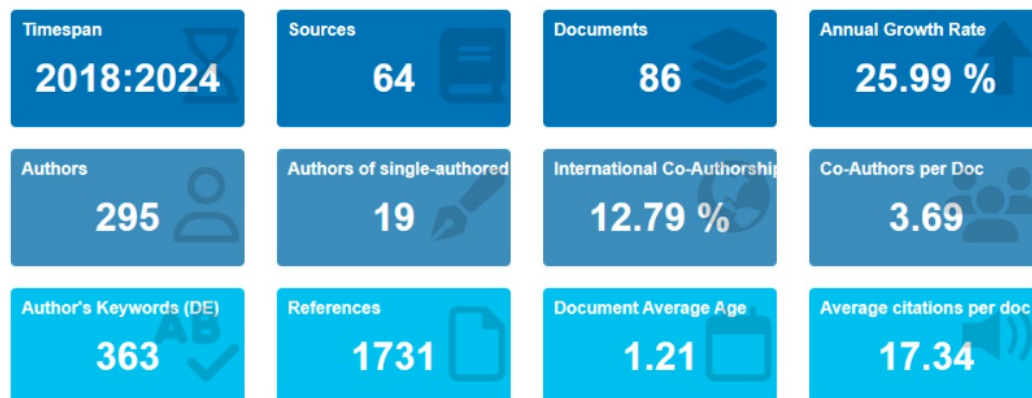 Timespan
2018:2024
Sources
64
Documents
86
Annual Growth Rate
25.99 %
Authors
295
Authors of single-authored
19
International Co-Authorship
12.79 %
Co-Authors per Doc
3.69
Author's Keywords (DE)
363
References
1731
Document Average Age
1.21
Average citations per doc
17.34
AB